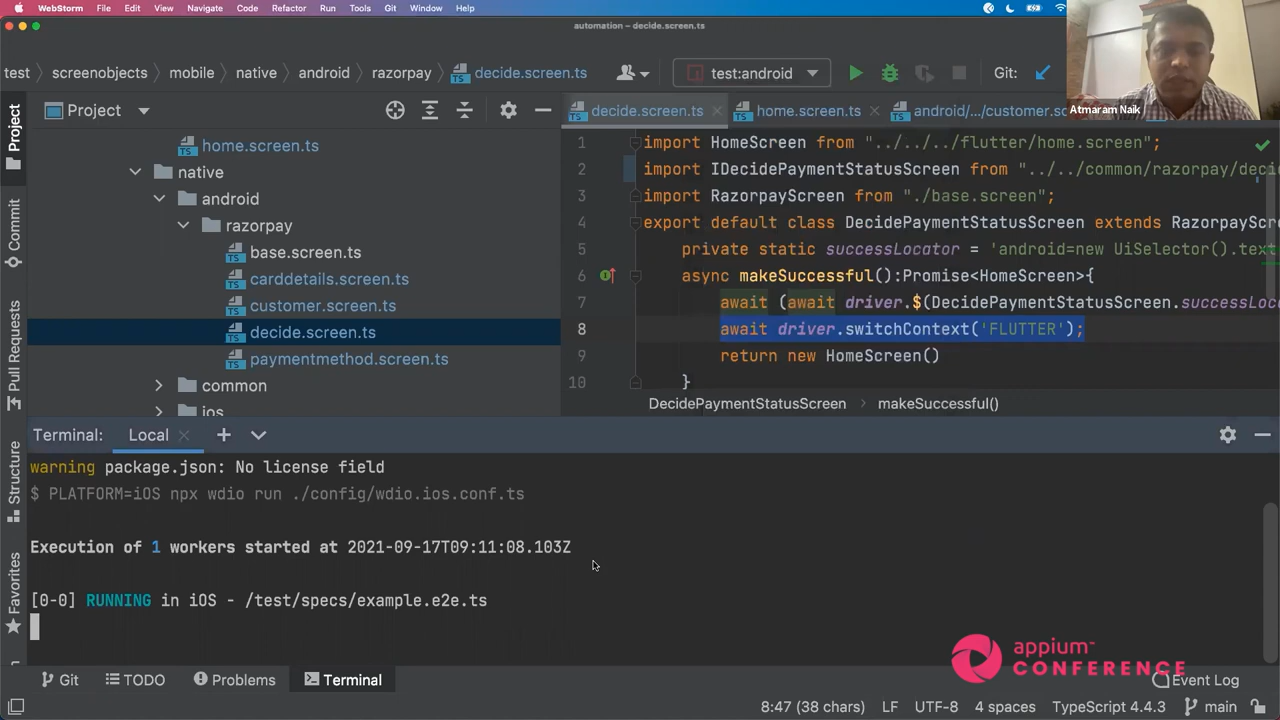 WebStorm File Edit View Navigate Code Refactor Run Tools Git Window Help
automation – decide.screen.ts
test screenobjects mobile native android razorpay decide.screen.ts test:android Git:
Atmaram Naik
Project
decide.screen.ts home.screen.ts android/.../customer.sc
home.screen.ts
native
android
razorpay
base.screen.ts
carddetails.screen.ts
customer.screen.ts
decide.screen.ts
paymentmethod.screen.ts
common
ios
1 import HomeScreen from "../../../flutter/home.screen";
2 import IDecidePaymentStatusScreen from "../../common/razorpay/deci
3 import RazorpayScreen from "./base.screen";
4 export default class DecidePaymentStatusScreen extends RazorpaySc
5 private static successLocator = 'android=new UiSelector().text
6 async makeSuccessful():Promise<HomeScreen>{
7 await (await driver.$(DecidePaymentStatusScreen.successLo
8 await driver.switchContext('FLUTTER');
9 return new HomeScreen()
10 }
DecidePaymentStatusScreen makeSuccessful()
Project
Commit
Pull Requests
Structure
Favorites
Terminal: Local
warning package.json: No license field
$ PLATFORM=iOS npx wdio run ./config/wdio.ios.conf.ts
Execution of 1 workers started at 2021-09-17T09:11:08.103Z
[0-0] RUNNING in iOS - /test/specs/example.e2e.ts
appium™
CONFERENCE
Git TODO Problems Terminal Event Log
8:47 (38 chars) LF UTF-8 4 spaces TypeScript 4.4.3 main